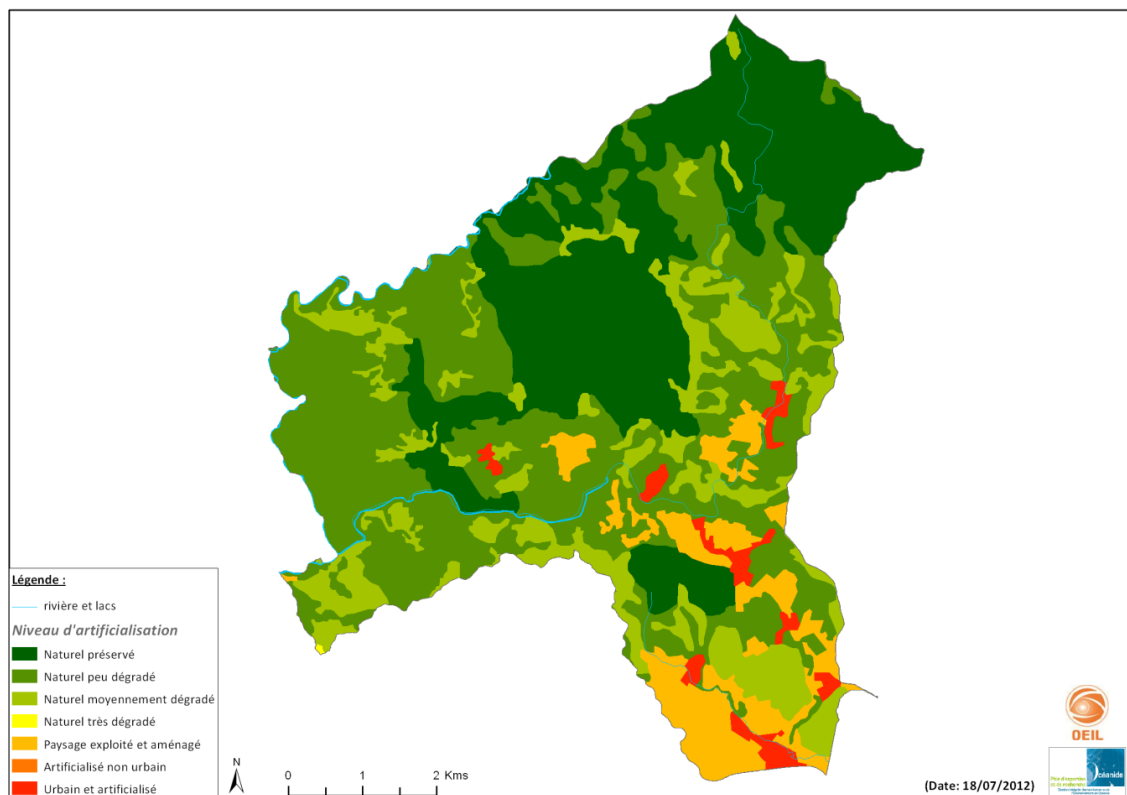 Légende :
rivière et lacs
Niveau d'artificialisation
Naturel préservé
Naturel peu dégradé
Naturel moyennement dégradé
Naturel très dégradé
Paysage exploité et aménagé
Artificialisé non urbain
Urbain et artificialisé
N
0 1 2 Kms
(Date: 18/07/2012)
OEIL
Océanide